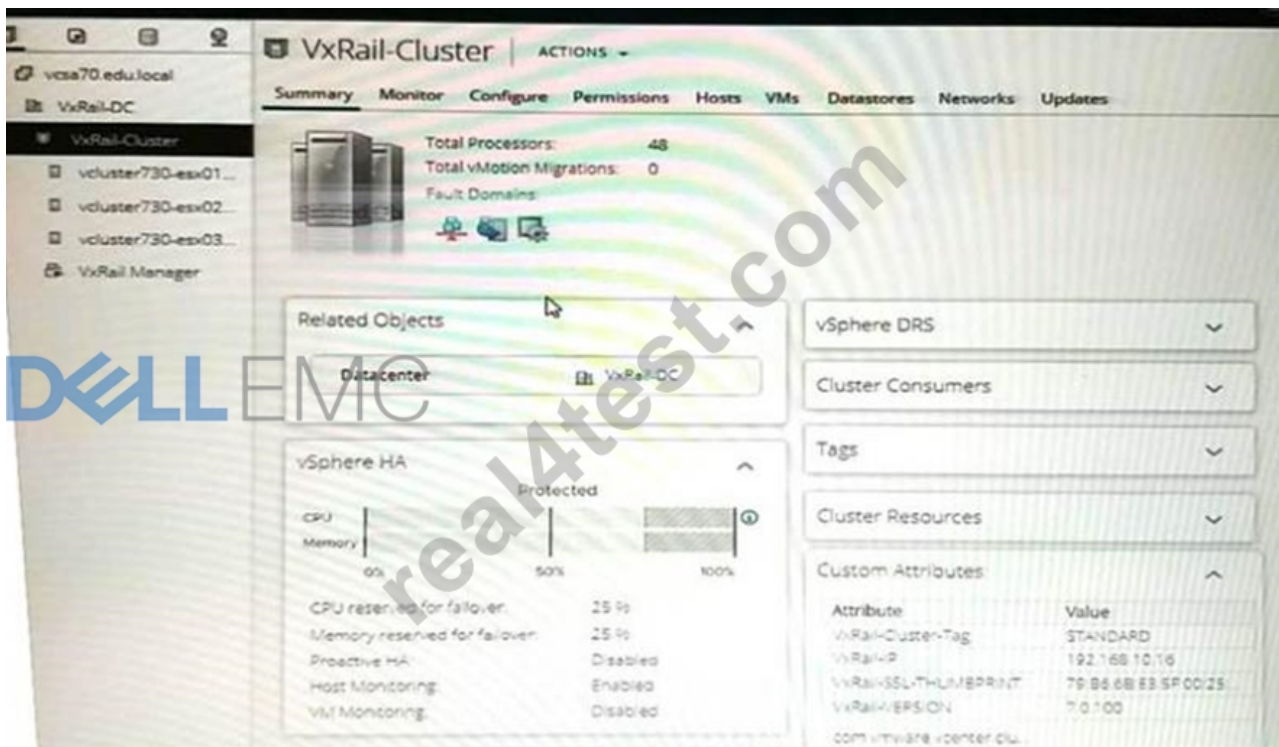 vcsa70.edu.local
VxRail-DC
VxRail-Cluster
vcluster730-esx01...
vcluster730-esx02...
vcluster730-esx03...
VxRail Manager
VxRail-Cluster
ACTIONS
Summary Monitor Configure Permissions Hosts VMs Datastores Networks Updates
Total Processors: 48
Total vMotion Migrations: 0
Fault Domains:
Related Objects
Datacenter VxRail-DC
vSphere HA
Protected
CPU
Memory
0% 50% 100%
CPU reserved for failover: 25 %
Memory reserved for failover: 25 %
Proactive HA: Disabled
Host Monitoring: Enabled
VM Monitoring: Disabled
vSphere DRS
Cluster Consumers
Tags
Cluster Resources
Custom Attributes
Attribute Value
VxRail-Cluster-Tag STANDARD
VxRail-IP 192.168.10.16
VxRail-SSL-THUMBPRINT
VxRail-VERSION 7.0.100
com.vmware.vcenter.clu...
DELLEMC
real4test.com